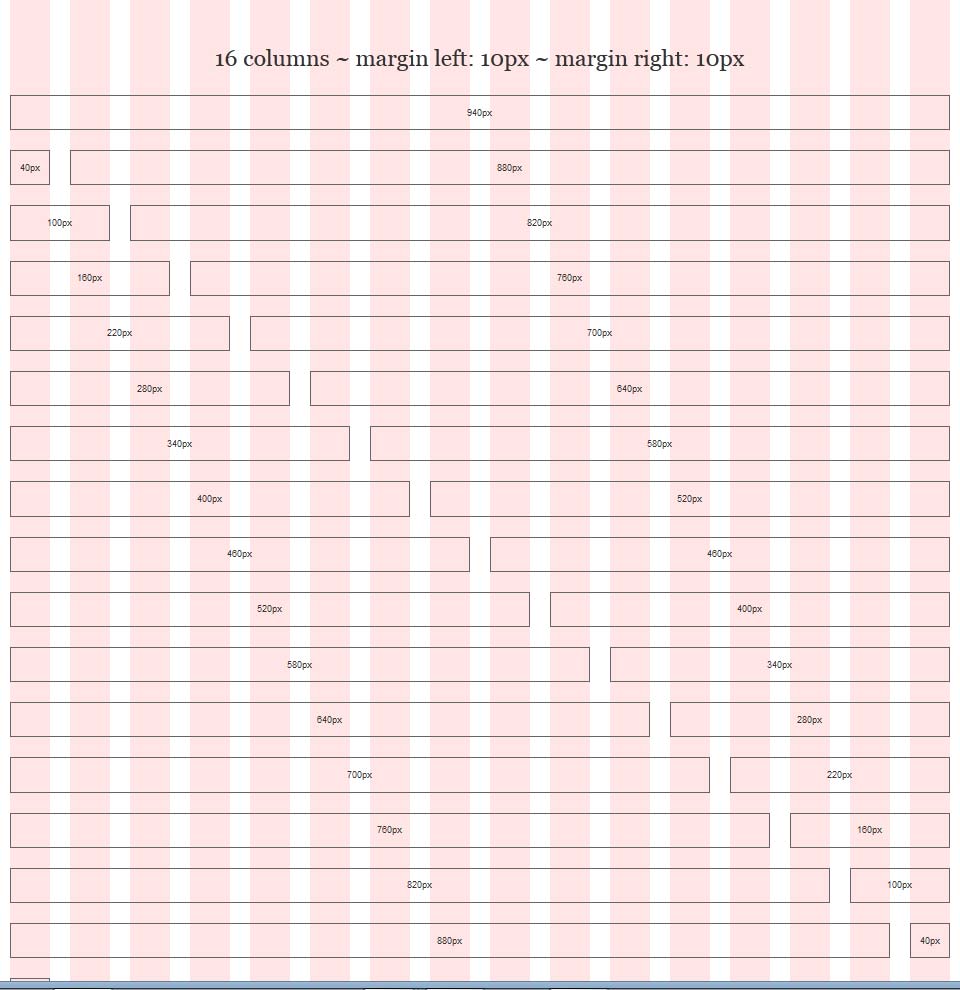 16 columns ~ margin left: 10px ~ margin right: 10px
940px
40px 880px
100px 820px
160px 760px
220px 700px
280px 640px
340px 580px
400px 520px
460px 460px
520px 400px
580px 340px
640px 280px
700px 220px
760px 160px
820px 100px
880px 40px